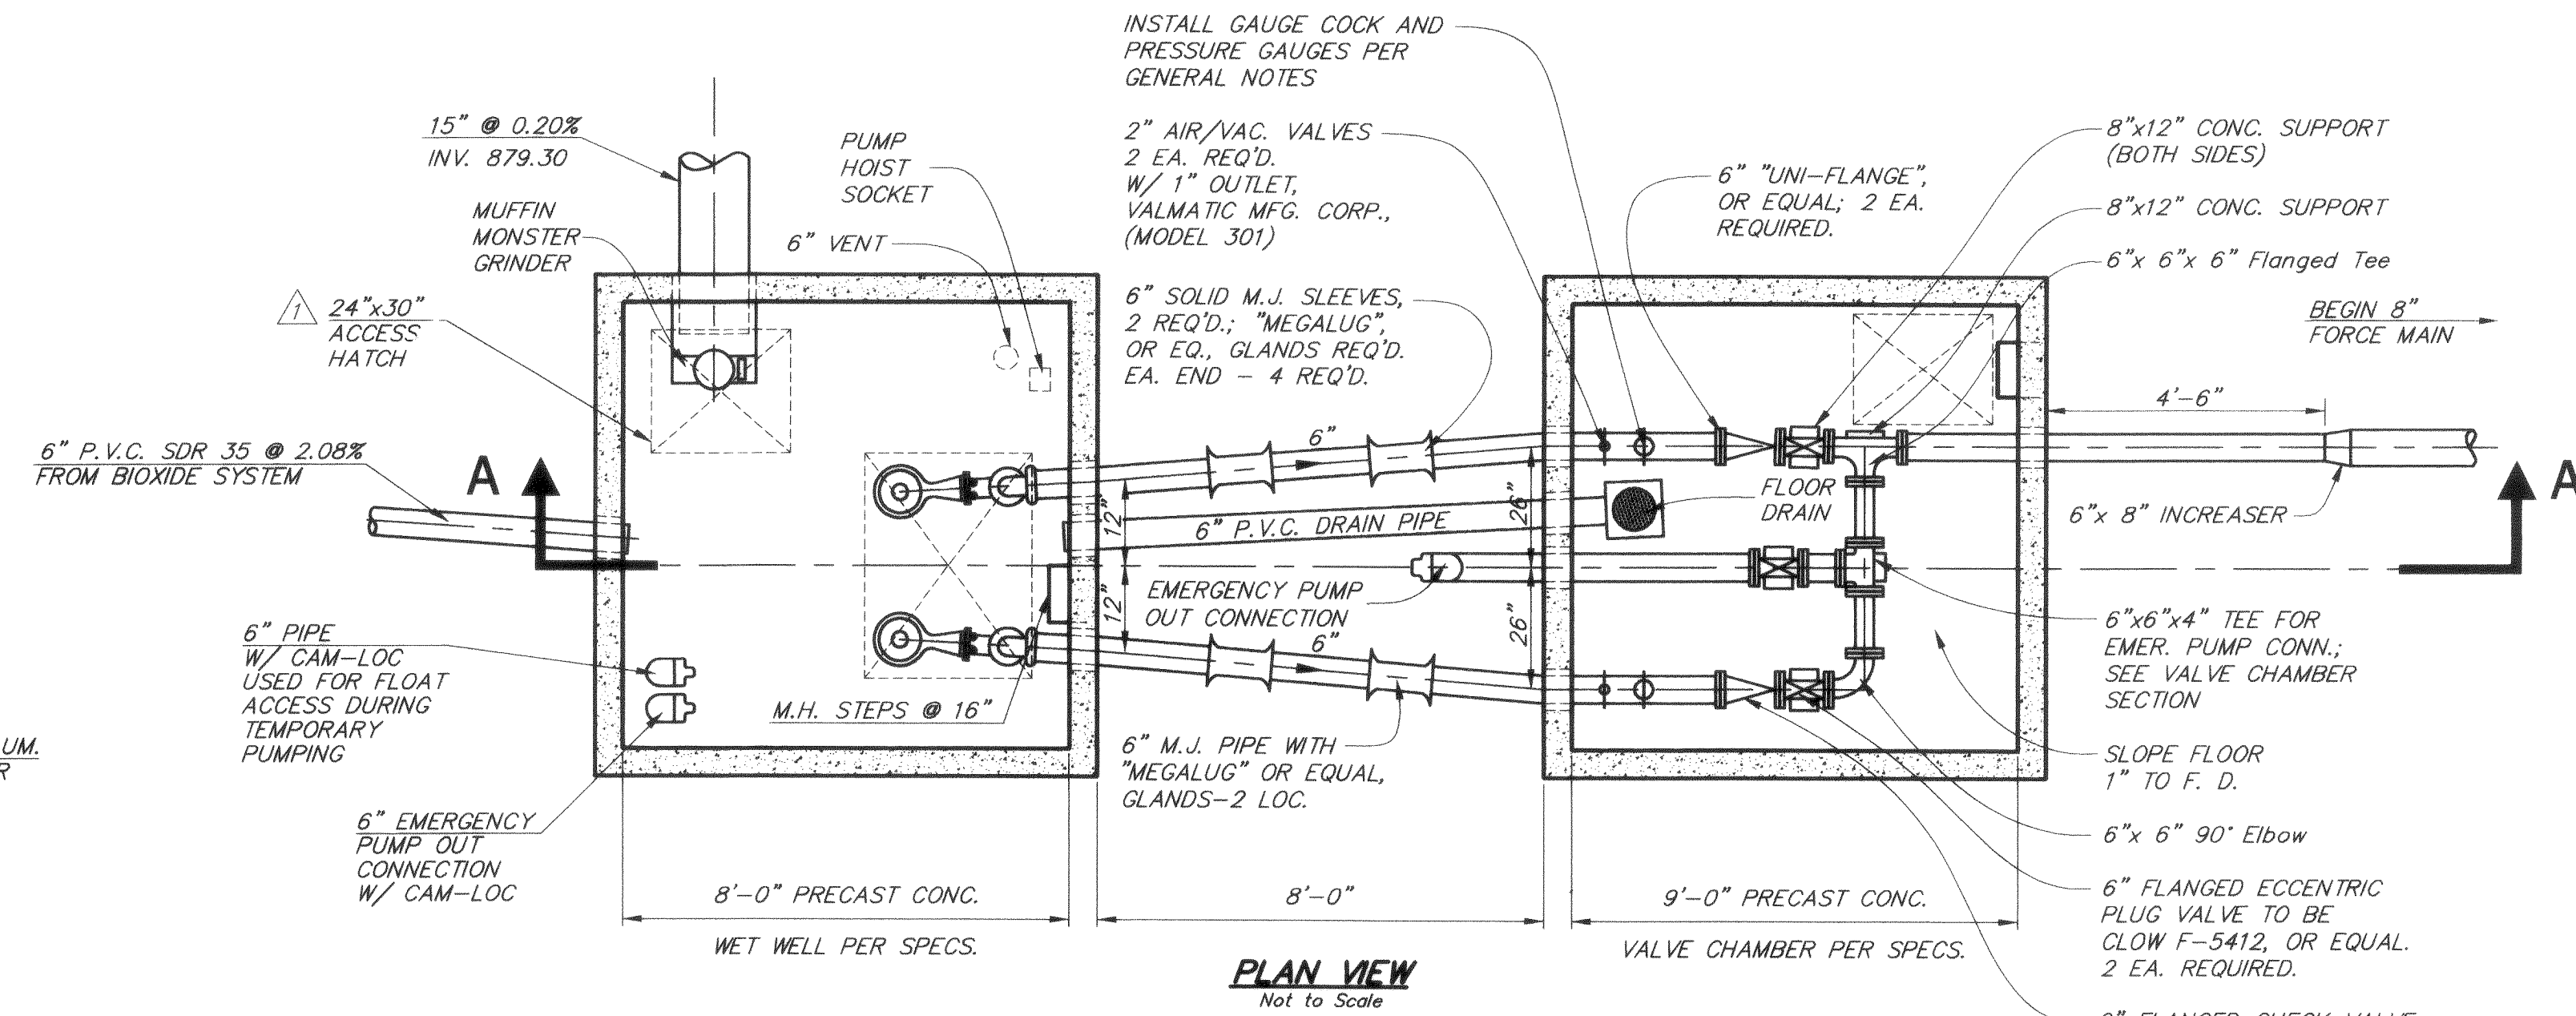 INSTALL GAUGE COCK AND
PRESSURE GAUGES PER
GENERAL NOTES
15" @ 0.20%
INV. 879.30
PUMP
HOIST
SOCKET
2" AIR/VAC. VALVES
2 EA. REQ'D.
W/ 1" OUTLET,
VALMATIC MFG. CORP.,
(MODEL 301)
6" "UNI-FLANGE",
OR EQUAL; 2 EA.
REQUIRED.
8"x12" CONC. SUPPORT
(BOTH SIDES)
8"x12" CONC. SUPPORT
6"x 6"x 6" Flanged Tee
MUFFIN
MONSTER
GRINDER
6" VENT
1
24"x30"
ACCESS
HATCH
6" SOLID M.J. SLEEVES,
2 REQ'D.; "MEGALUG",
OR EQ., GLANDS REQ'D.
EA. END - 4 REQ'D.
BEGIN 8"
FORCE MAIN
4'-6"
6" P.V.C. SDR 35 @ 2.08%
FROM BIOXIDE SYSTEM
A
6"
12"
6" P.V.C. DRAIN PIPE
26"
FLOOR
DRAIN
6"x 8" INCREASER
A
12"
EMERGENCY PUMP
OUT CONNECTION
6"
26"
6"x6"x4" TEE FOR
EMER. PUMP CONN.;
SEE VALVE CHAMBER
SECTION
6" PIPE
W/ CAM-LOC
USED FOR FLOAT
ACCESS DURING
TEMPORARY
PUMPING
M.H. STEPS @ 16"
UM.
R
6" M.J. PIPE WITH
"MEGALUG" OR EQUAL,
GLANDS-2 LOC.
SLOPE FLOOR
1" TO F. D.
6" EMERGENCY
PUMP OUT
CONNECTION
W/ CAM-LOC
6"x 6" 90° Elbow
8'-0" PRECAST CONC.
WET WELL PER SPECS.
8'-0"
9'-0" PRECAST CONC.
VALVE CHAMBER PER SPECS.
6" FLANGED ECCENTRIC
PLUG VALVE TO BE
CLOW F-5412, OR EQUAL.
2 EA. REQUIRED.
PLAN VIEW
Not to Scale
FLANGED CHECK VALVE